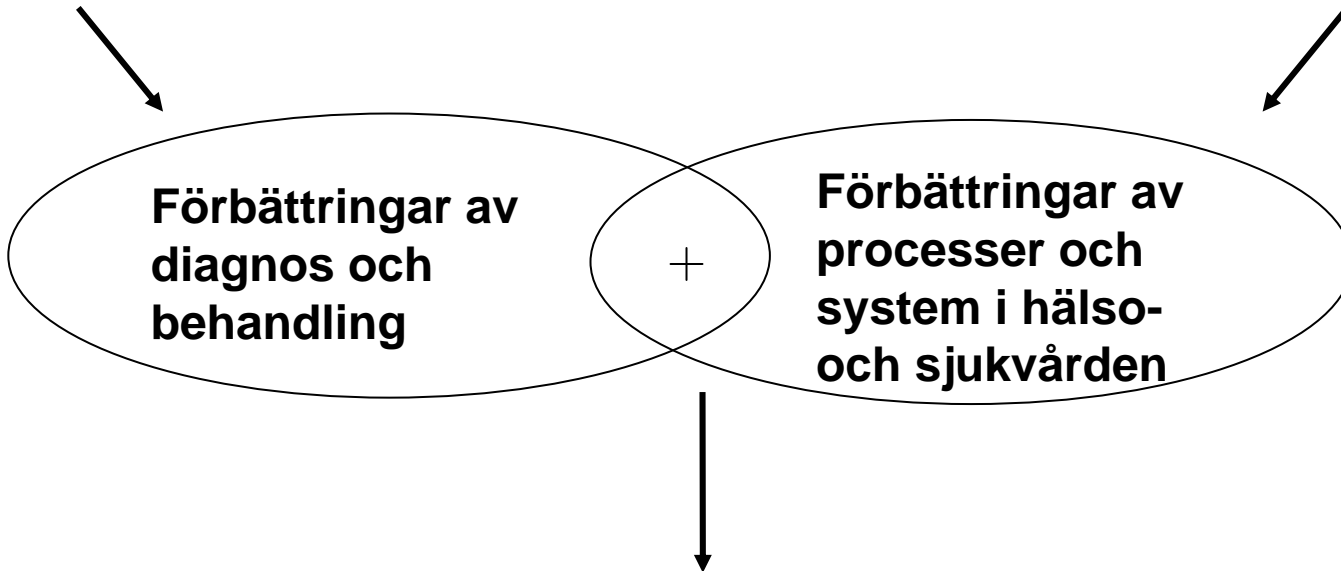 Förbättringar av
diagnos och
behandling
+
Förbättringar av
processer och
system i hälso-
och sjukvården